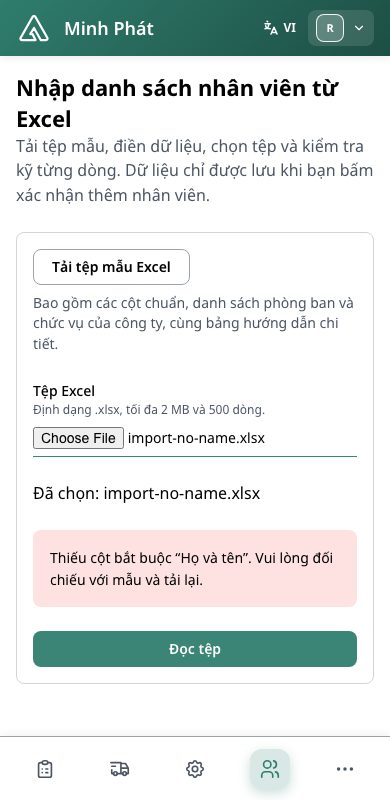 Minh Phát
VI
R
Nhập danh sách nhân viên từ
Excel
Tải tệp mẫu, điền dữ liệu, chọn tệp và kiểm tra
kỹ từng dòng. Dữ liệu chỉ được lưu khi bạn bấm
xác nhận thêm nhân viên.
Tải tệp mẫu Excel
Bao gồm các cột chuẩn, danh sách phòng ban và
chức vụ của công ty, cùng bảng hướng dẫn chi
tiết.
Tệp Excel
Định dạng .xlsx, tối đa 2 MB và 500 dòng.
Choose File import-no-name.xlsx
Đã chọn: import-no-name.xlsx
Thiếu cột bắt buộc “Họ và tên”. Vui lòng đối
chiếu với mẫu và tải lại.
Đọc tệp